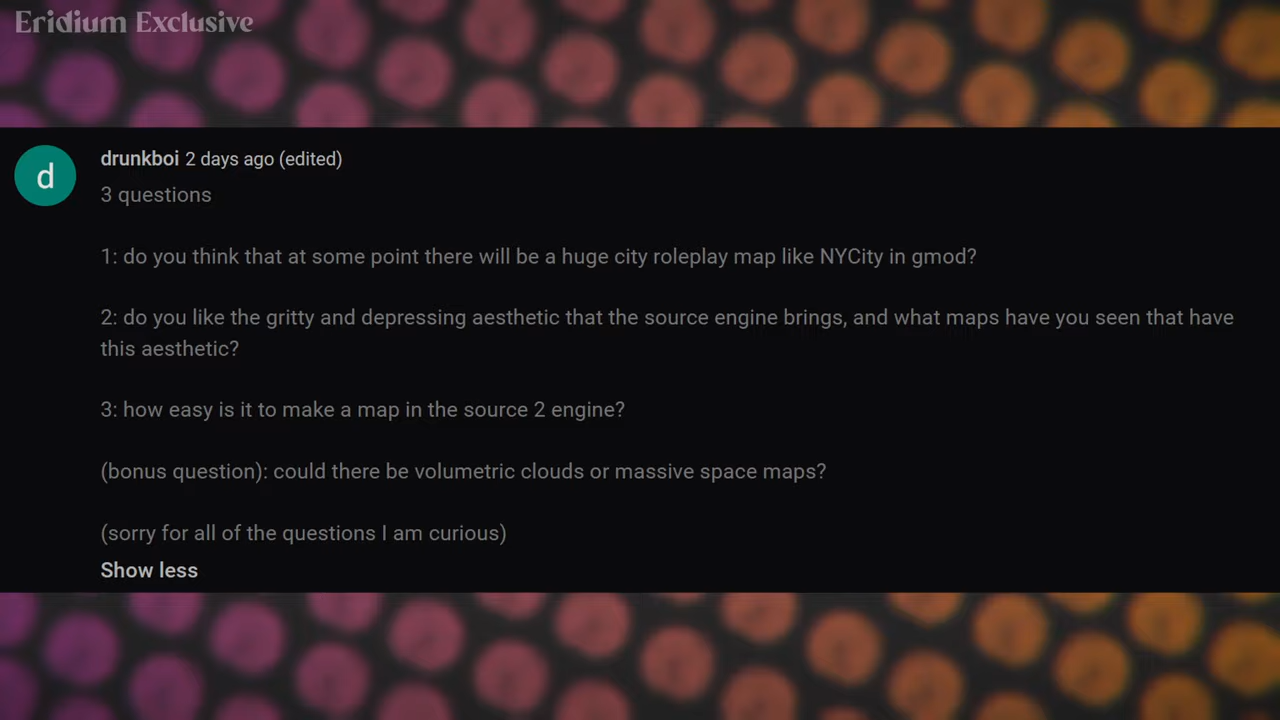 Eridium Exclusive
d
drunkboi 2 days ago (edited)
3 questions
1: do you think that at some point there will be a huge city roleplay map like NYCity in gmod?
2: do you like the gritty and depressing aesthetic that the source engine brings, and what maps have you seen that have
this aesthetic?
3: how easy is it to make a map in the source 2 engine?
(bonus question): could there be volumetric clouds or massive space maps?
(sorry for all of the questions I am curious)
Show less